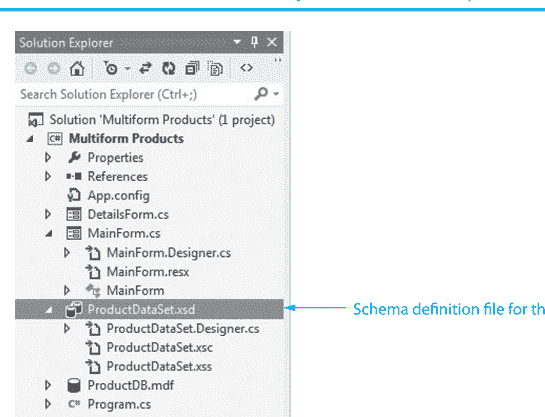 Solution Explorer
Search Solution Explorer (Ctrl+;)
Solution 'Multiform Products' (1 project)
C# Multiform Products
Properties
References
App.config
DetailsForm.cs
MainForm.cs
MainForm.Designer.cs
MainForm.resx
MainForm
ProductDataSet.xsd
Schema definition file for th
ProductDataSet.Designer.cs
ProductDataSet.xsc
ProductDataSet.xss
ProductDB.mdf
C# Program.cs